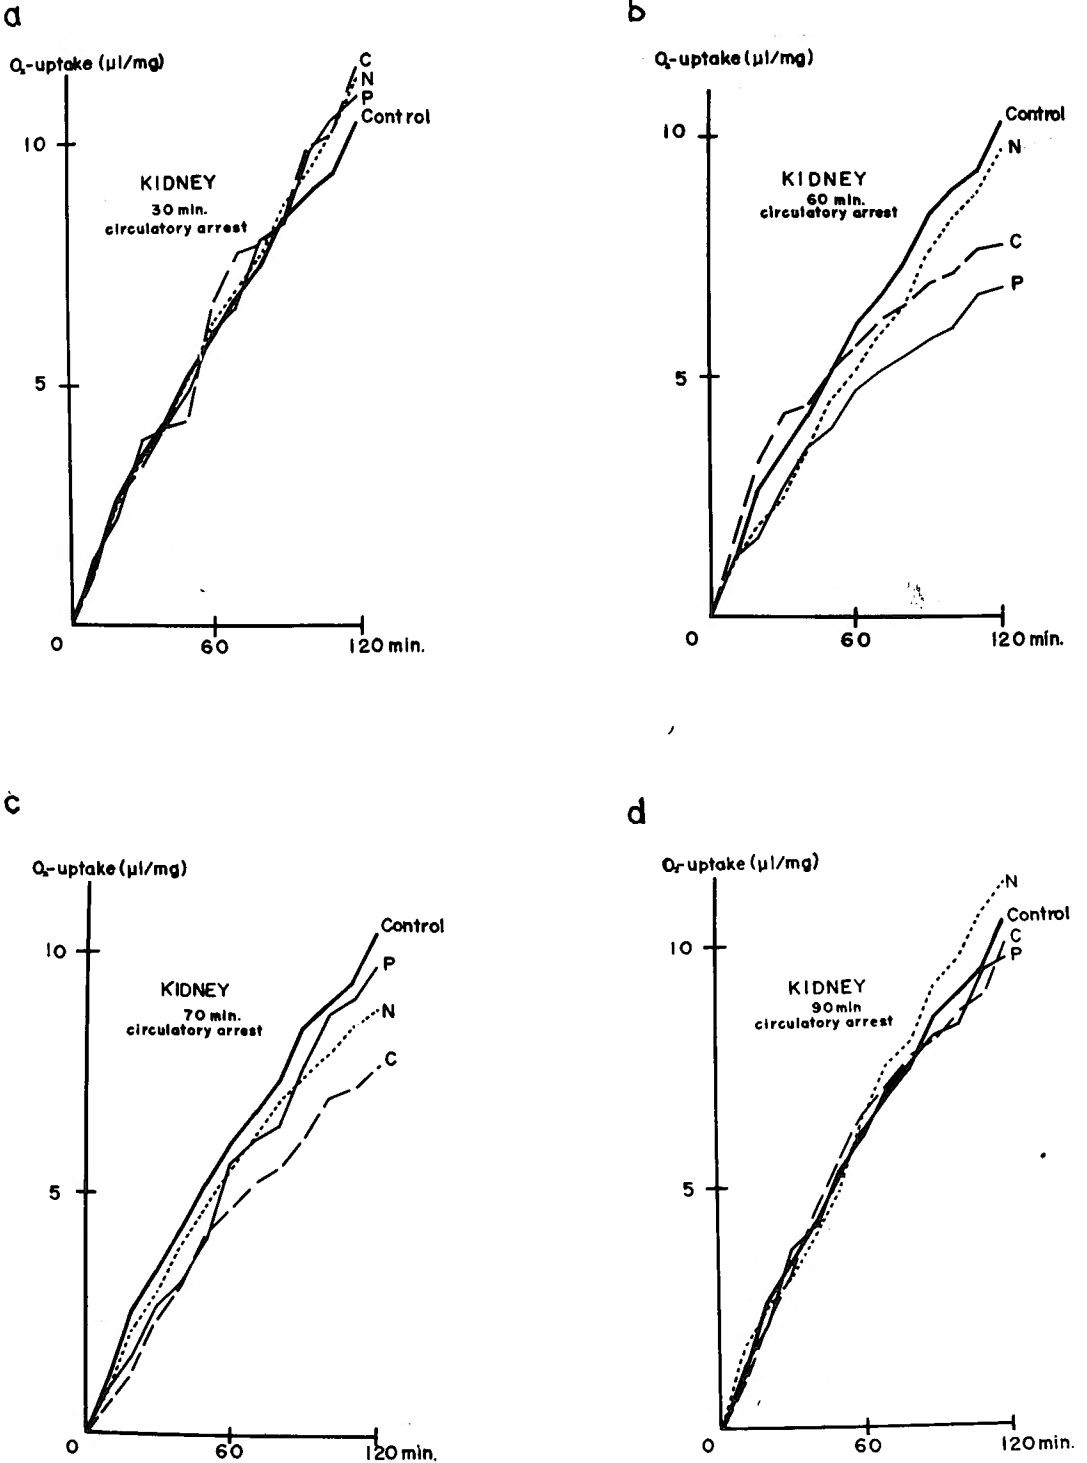 a
O₂-uptake (µl/mg)
C
N
P
Control
10
KIDNEY
30 min.
circulatory arrest
5
0
60
120 min.
b
O₂-uptake (µl/mg)
Control
10
N
KIDNEY
60 min.
circulatory arrest
C
P
5
0
60
120 min.
c
O₂-uptake (µl/mg)
Control
10
P
KIDNEY
70 min.
circulatory arrest
N
C
5
0
60
120 min.
d
O₂-uptake (µl/mg)
N
Control
10
C
P
KIDNEY
90 min
circulatory arrest
5
0
60
120 min.